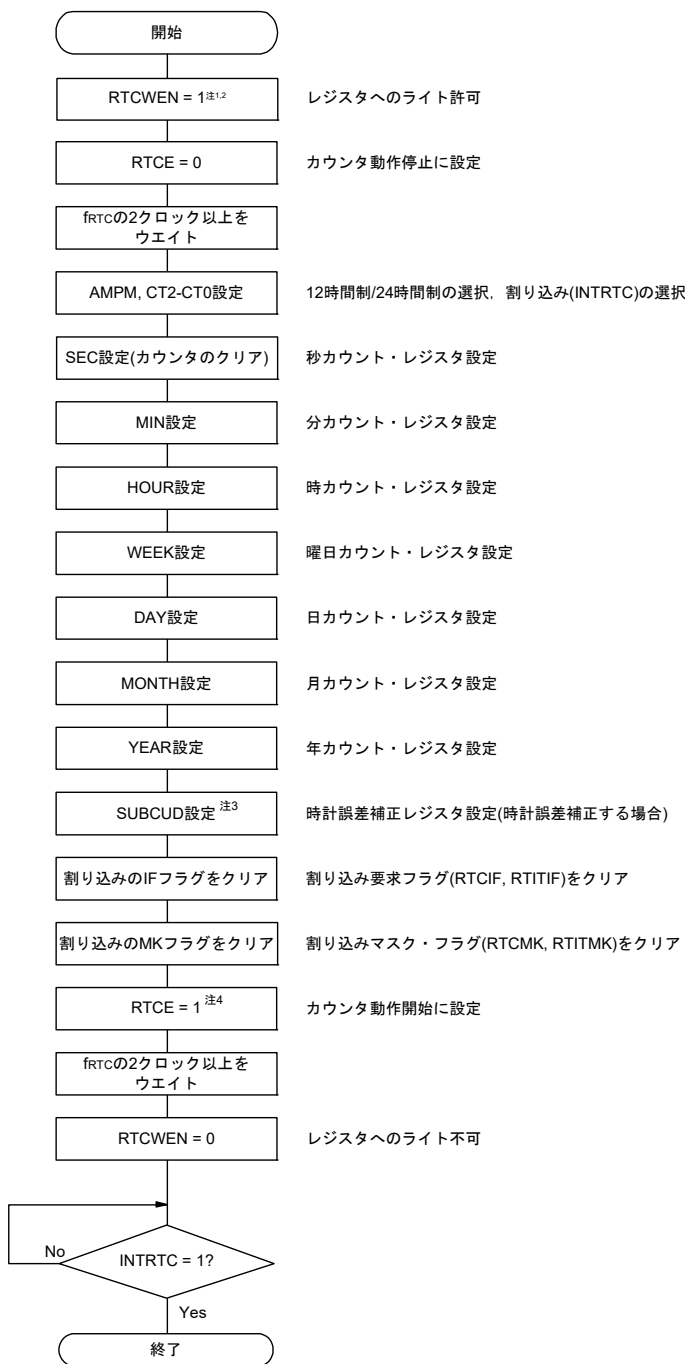 開始
RTCWEN = 1注1,2 レジスタへのライト許可
RTCE = 0 カウンタ動作停止に設定
fRTCの2クロック以上を
ウエイト
AMPM, CT2-CT0設定 12時間制/24時間制の選択，割り込み(INTRTC)の選択
SEC設定(カウンタのクリア) 秒カウント・レジスタ設定
MIN設定 分カウント・レジスタ設定
HOUR設定 時カウント・レジスタ設定
WEEK設定 曜日カウント・レジスタ設定
DAY設定 日カウント・レジスタ設定
MONTH設定 月カウント・レジスタ設定
YEAR設定 年カウント・レジスタ設定
SUBCUD設定 注3 時計誤差補正レジスタ設定(時計誤差補正する場合)
割り込みのIFフラグをクリア 割り込み要求フラグ(RTCIF, RTITIF)をクリア
割り込みのMKフラグをクリア 割り込みマスク・フラグ(RTCMK, RTITMK)をクリア
RTCE = 1 注4 カウンタ動作開始に設定
fRTCの2クロック以上を
ウエイト
RTCWEN = 0 レジスタへのライト不可
No
INTRTC = 1?
Yes
終了